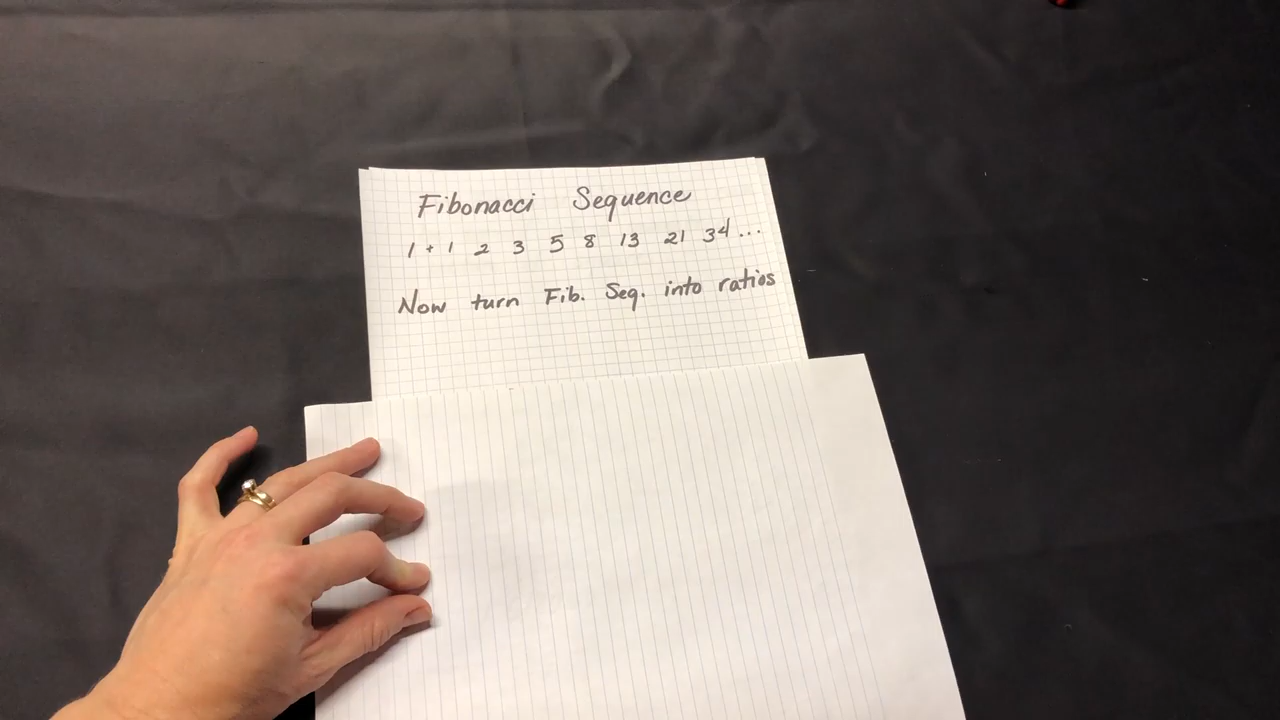 Fibonacci Sequence
1 + 1 2 3 5 8 13 21 34...
Now turn Fib. Seq. into ratios